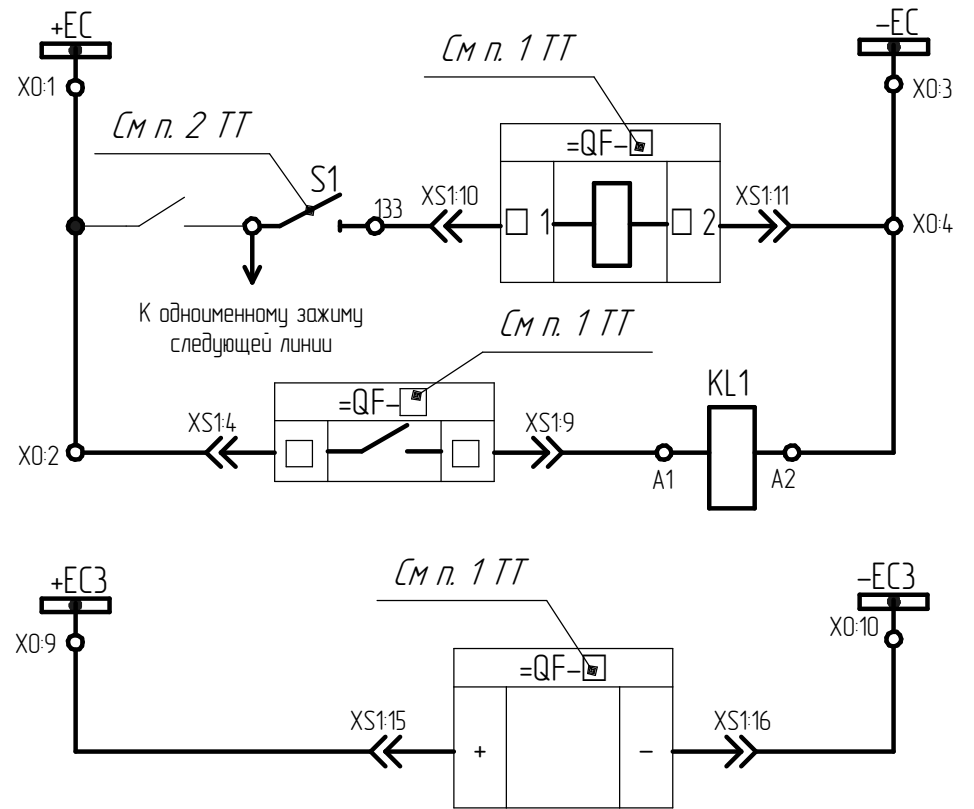 +EC
−EC
См п. 1 ТТ
X0:1
X0:3
См п. 2 ТТ
=QF−
S1
133
XS1:10
XS1:11
1
2
X0:4
К одноименному зажиму
следующей линии
См п. 1 ТТ
=QF−
KL1
XS1:4
XS1:9
X0:2
A1
A2
+EC3
−EC3
См п. 1 ТТ
X0:9
X0:10
=QF−
XS1:15
XS1:16
+
−